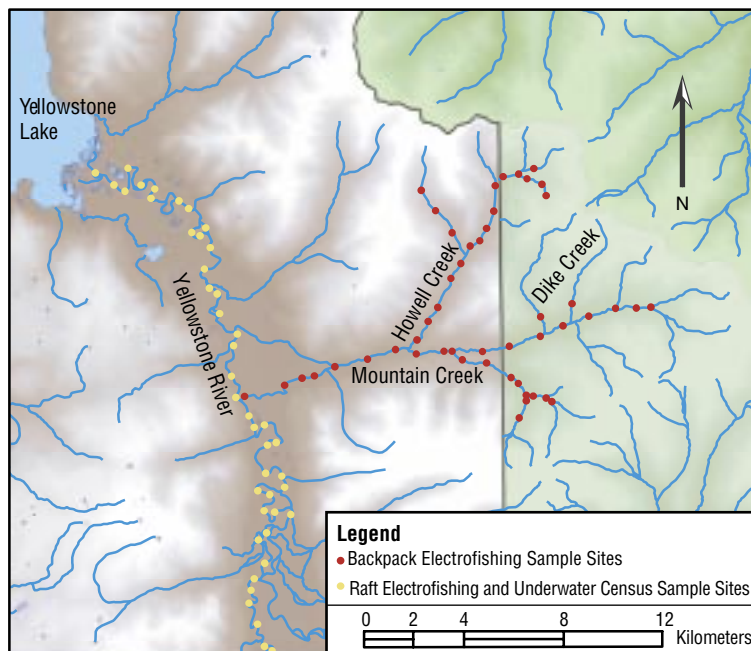 Yellowstone
Lake
N
Yellowstone River
Howell Creek
Dike Creek
Mountain Creek
Legend
Backpack Electrofishing Sample Sites
Raft Electrofishing and Underwater Census Sample Sites
0 2 4 8 12
Kilometers